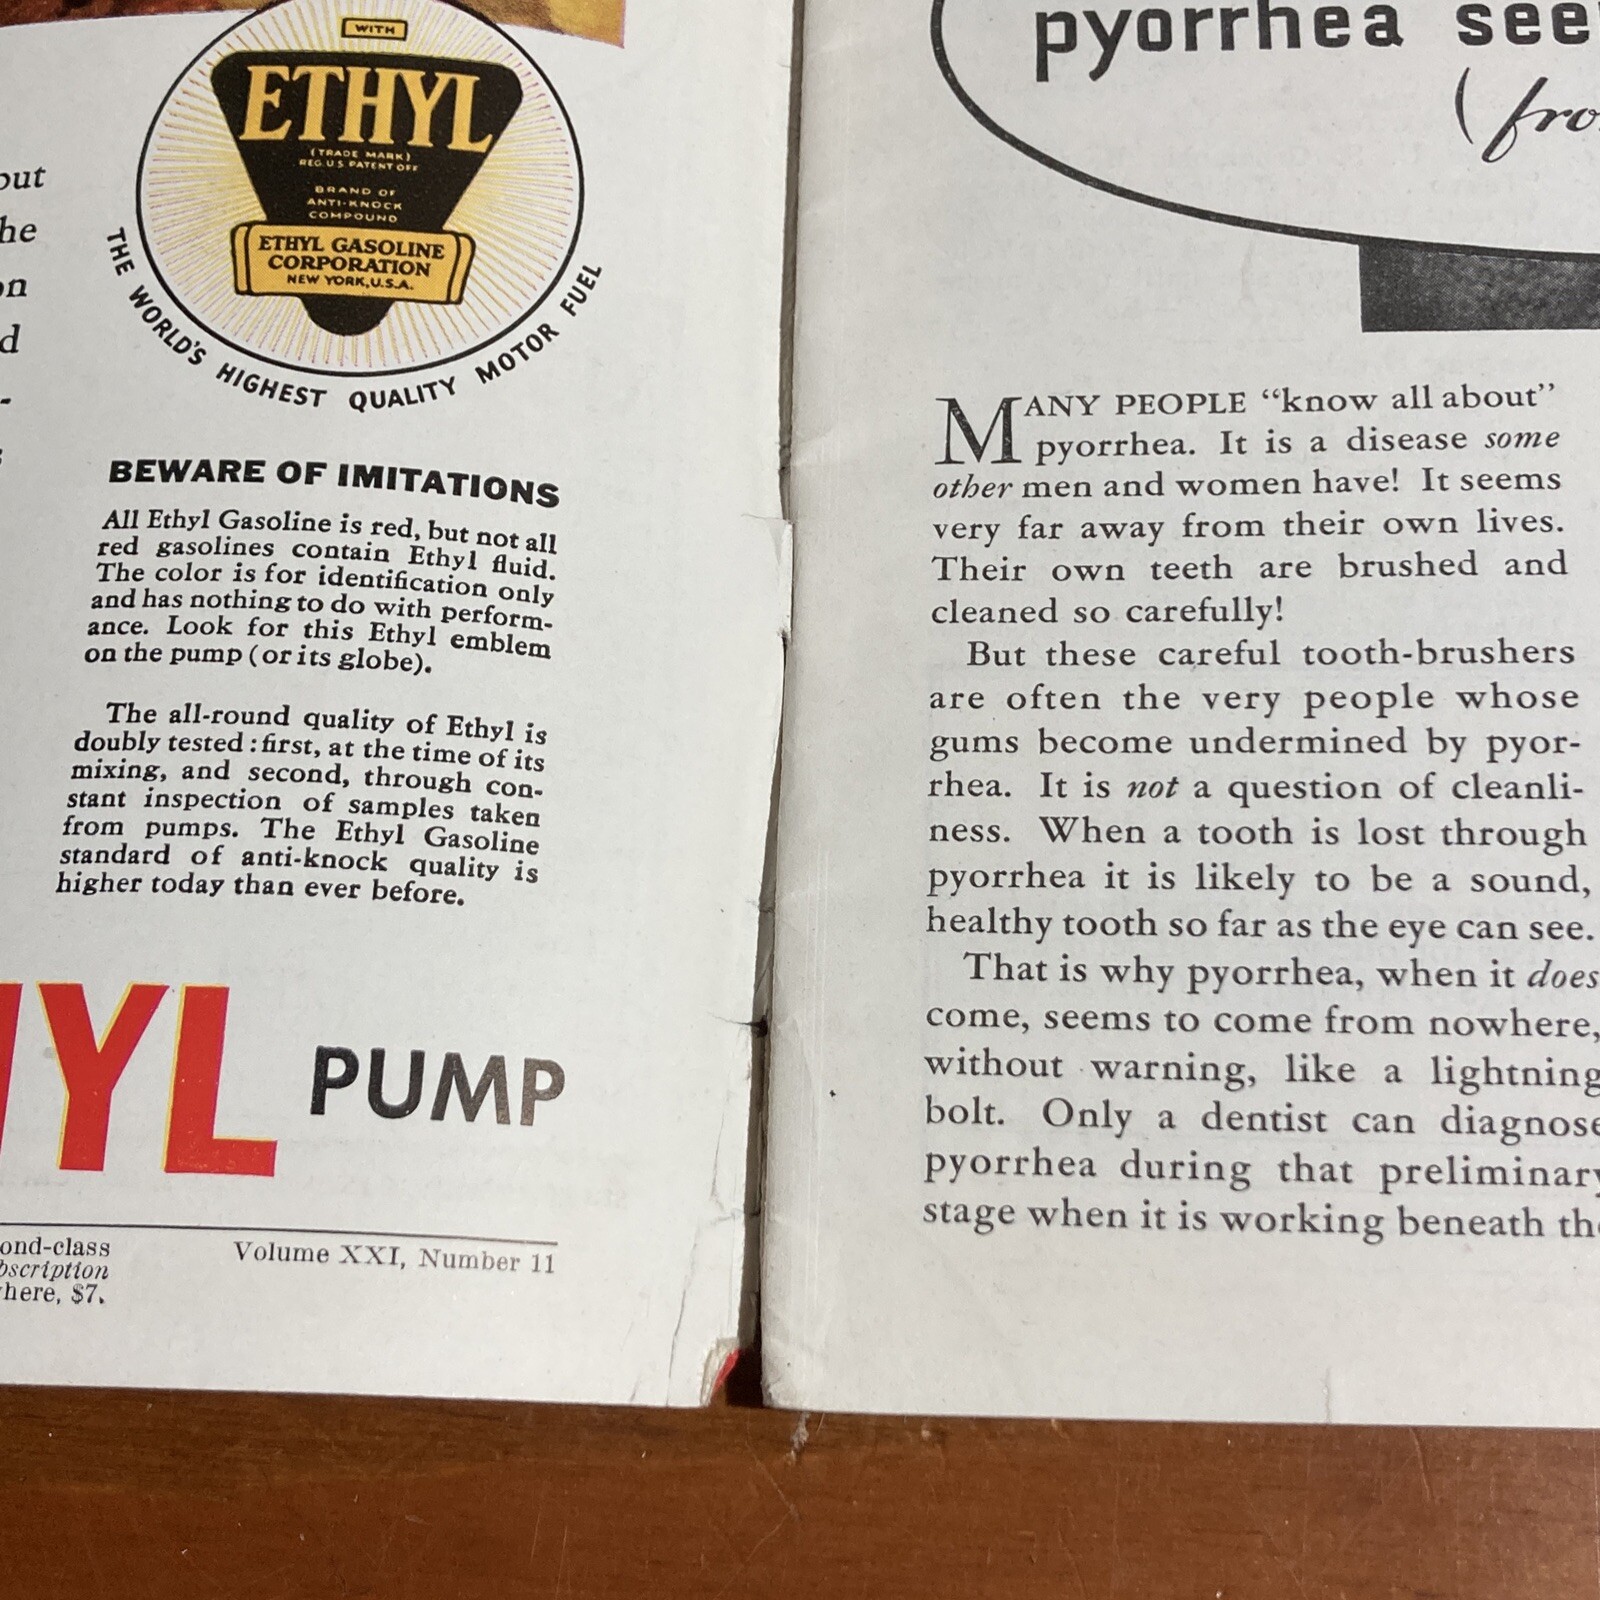 WITH
ETHYL
(TRADE MARK)
REG. U.S. PATENT OFF.
BRAND OF
ANTI-KNOCK
COMPOUND
ETHYL GASOLINE
CORPORATION
NEW YORK, U.S.A.
THE WORLD'S HIGHEST QUALITY MOTOR FUEL
BEWARE OF IMITATIONS
All Ethyl Gasoline is red, but not all
red gasolines contain Ethyl fluid.
The color is for identification only
and has nothing to do with perform-
ance. Look for this Ethyl emblem
on the pump (or its globe).
The all-round quality of Ethyl is
doubly tested: first, at the time of its
mixing, and second, through con-
stant inspection of samples taken
from pumps. The Ethyl Gasoline
standard of anti-knock quality is
higher today than ever before.
HYL PUMP
ond-class
bscription
here, $7.
Volume XXI, Number 11
pyorrhea see
(fro
MANY PEOPLE “know all about”
pyorrhea. It is a disease some
other men and women have! It seems
very far away from their own lives.
Their own teeth are brushed and
cleaned so carefully!
But these careful tooth-brushers
are often the very people whose
gums become undermined by pyor-
rhea. It is not a question of cleanli-
ness. When a tooth is lost through
pyorrhea it is likely to be a sound,
healthy tooth so far as the eye can see.
That is why pyorrhea, when it does
come, seems to come from nowhere,
without warning, like a lightning
bolt. Only a dentist can diagnose
pyorrhea during that preliminary
stage when it is working beneath the